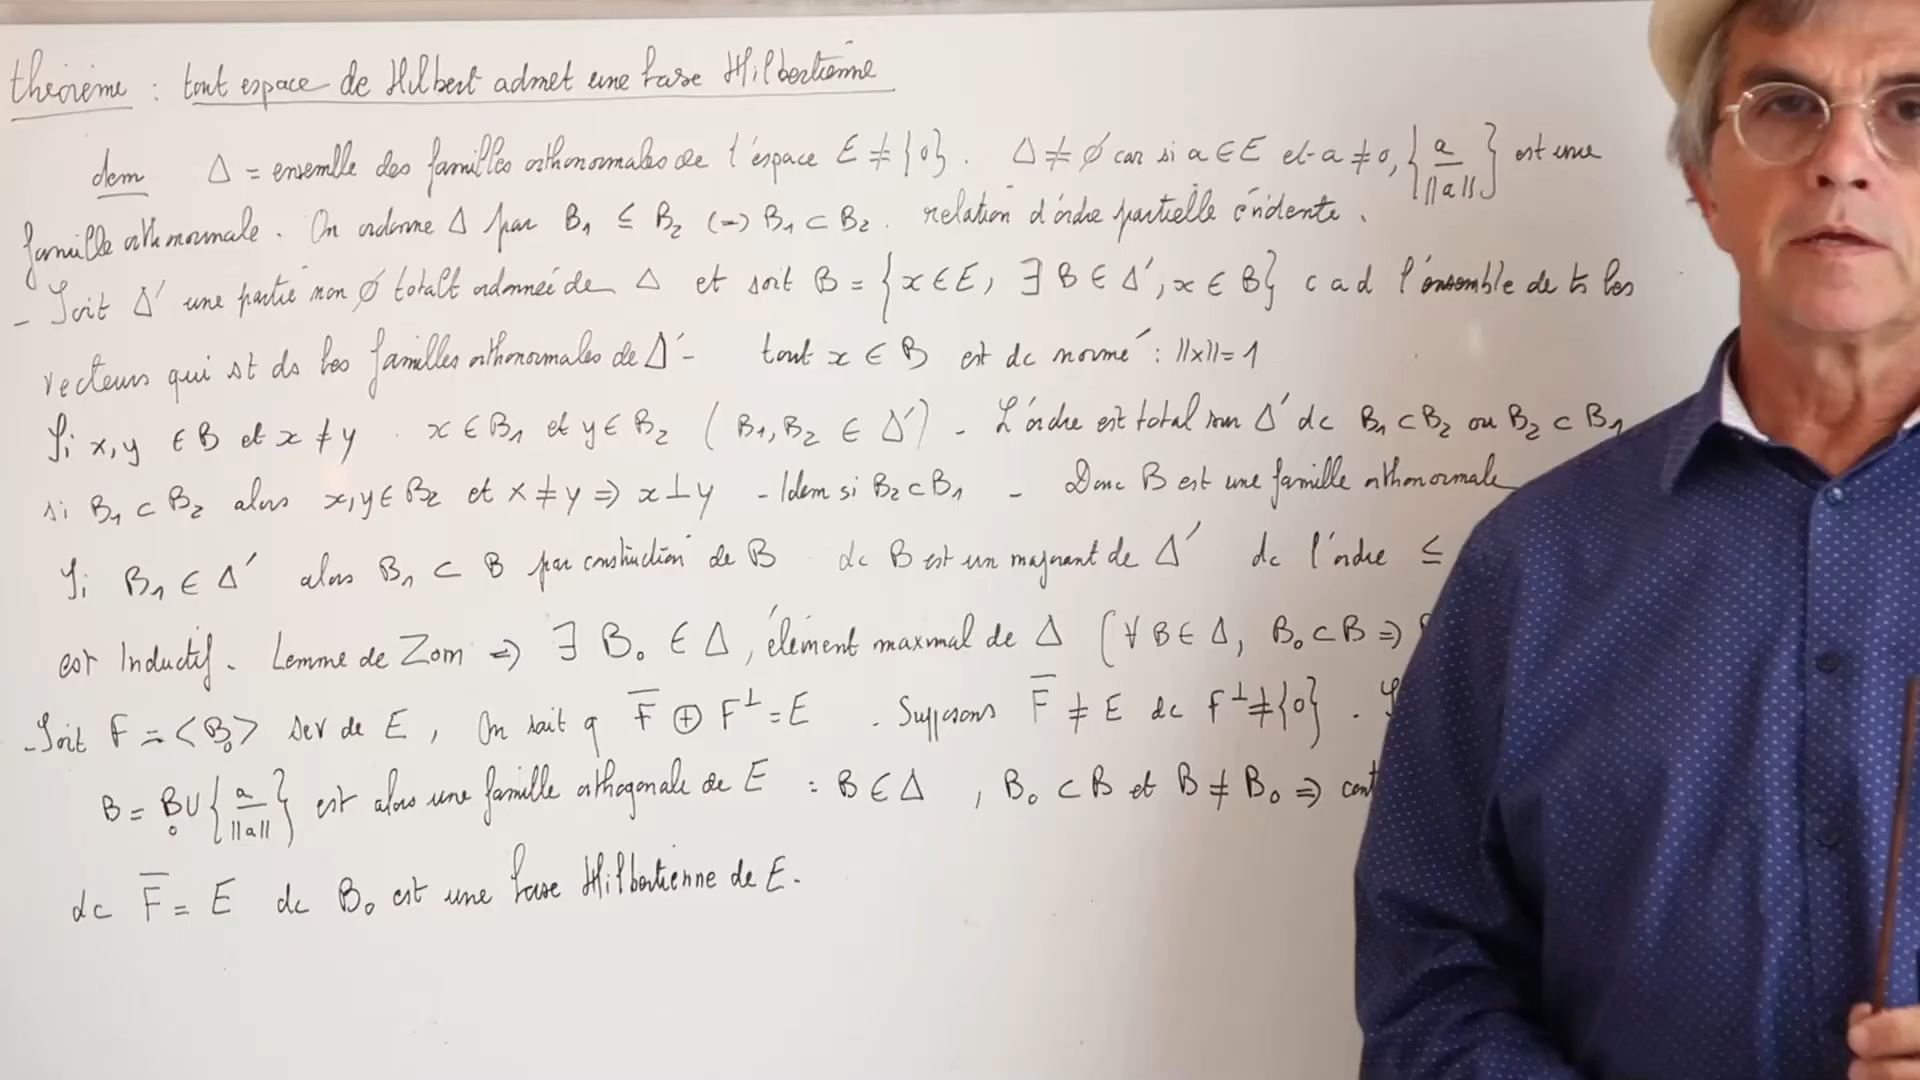 théorème : tout espace de Hilbert admet une base Hilbertienne
dem Δ = ensemble des familles orthonormales de l'espace E ≠ {0}. Δ ≠ ∅ car si a ∈ E et a ≠ 0, {a/||a||} est une
famille orthonormale. On ordonne Δ par B₁ ≤ B₂ (=) B₁ ⊂ B₂. relation d'ordre partielle évidente.
- Soit Δ' une partie non ∅ totalt ordonnée de Δ et soit B = {x ∈ E, ∃ B ∈ Δ', x ∈ B} c a d l'ensemble de ts les
vecteurs qui st ds les familles orthonormales de Δ' - tout x ∈ B est dc normé : ||x|| = 1
Si x, y ∈ B et x ≠ y . x ∈ B₁ et y ∈ B₂ (B₁, B₂ ∈ Δ') - L'ordre est total sur Δ' dc B₁ ⊂ B₂ ou B₂ ⊂ B₁
si B₁ ⊂ B₂ alors x, y ∈ B₂ et x ≠ y => x ⊥ y - Idem si B₂ ⊂ B₁ - Donc B est une famille orthonormale
Si B₁ ∈ Δ' alors B₁ ⊂ B par construction de B dc B est un majorant de Δ' dc l'ordre ≤
est Inductif. Lemme de Zorn => ∃ B₀ ∈ Δ, élément maximal de Δ (∀ B ∈ Δ, B₀ ⊂ B =>
- Soit F = <B₀> sev de E, On sait q F̅ ⊕ F^⊥ = E . Supposons F̅ ≠ E dc F^⊥ ≠ {0} .
B = B₀ ∪ {a/||a||} est alors une famille orthogonale de E : B ∈ Δ , B₀ ⊂ B et B ≠ B₀ => cont
dc F̅ = E dc B₀ est une base Hilbertienne de E.